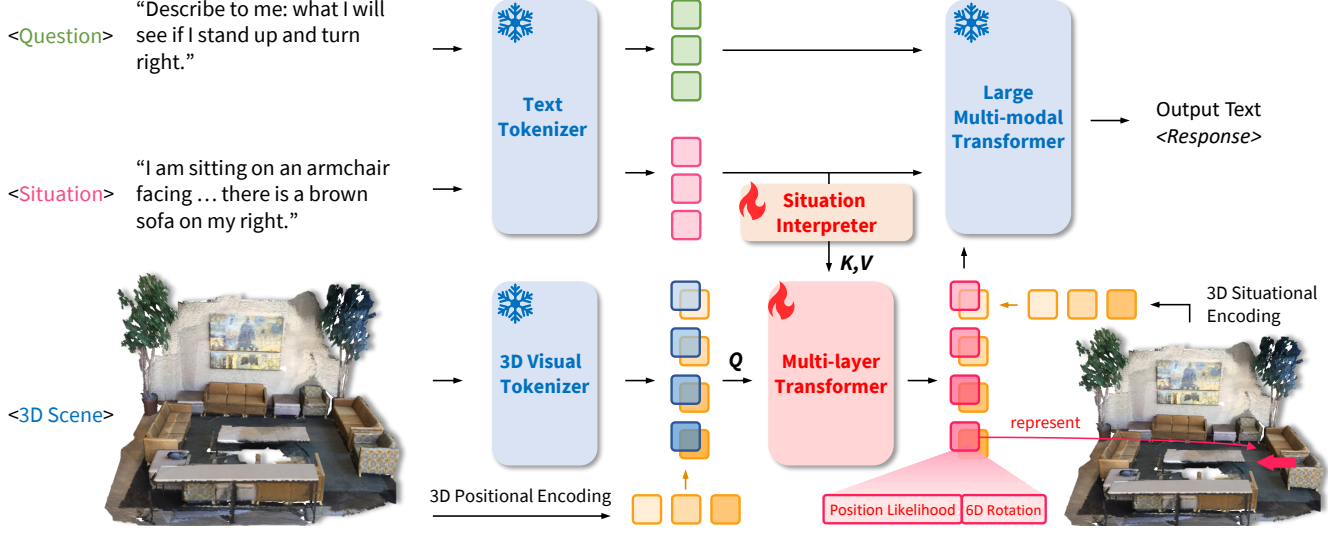 <Question>
“Describe to me: what I will
see if I stand up and turn
right.”
Text
Tokenizer
Large
Multi-modal
Transformer
Output Text
<Response>
<Situation>
“I am sitting on an armchair
facing … there is a brown
sofa on my right.”
Situation
Interpreter
K,V
<3D Scene>
3D Visual
Tokenizer
Q
Multi-layer
Transformer
3D Situational
Encoding
represent
3D Positional Encoding
Position Likelihood
6D Rotation